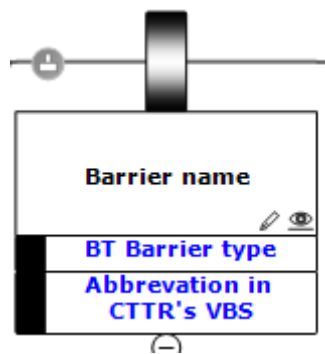 Barrier name
BT Barrier type
Abbrevation in
CTTR's VBS